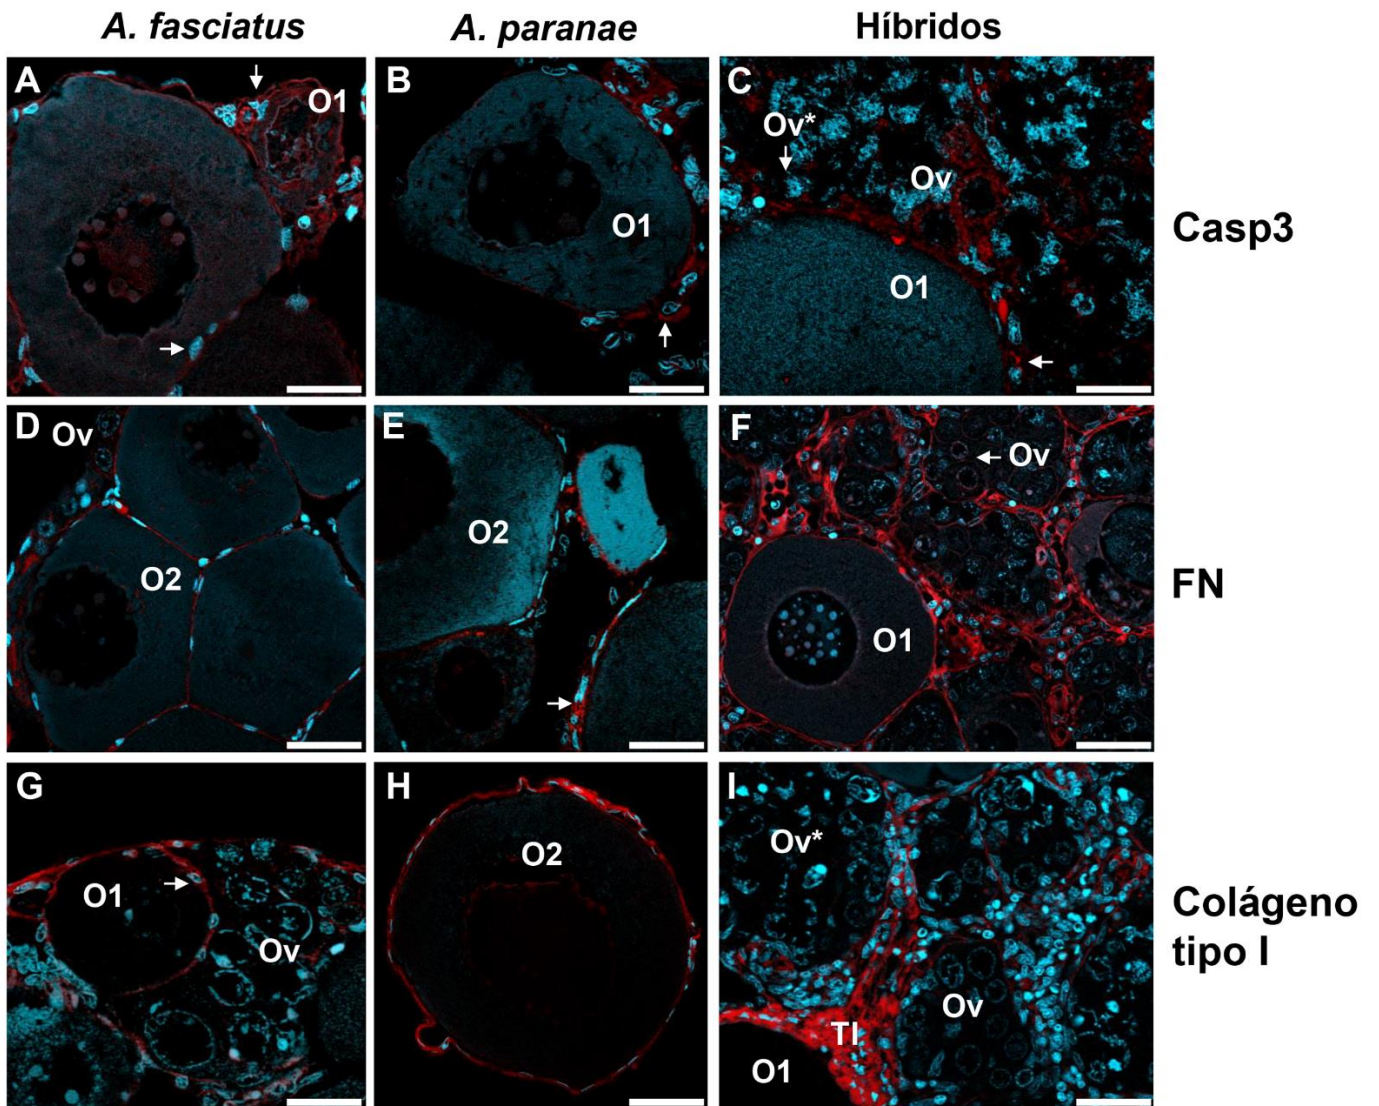 A. fasciatus A. paranae Híbridos
A O1
B O1
C Ov* Ov O1
Casp3
D Ov O2
E O2
F Ov O1
FN
G O1 Ov
H O2
I Ov* Ov TI O1
Colágeno
tipo I